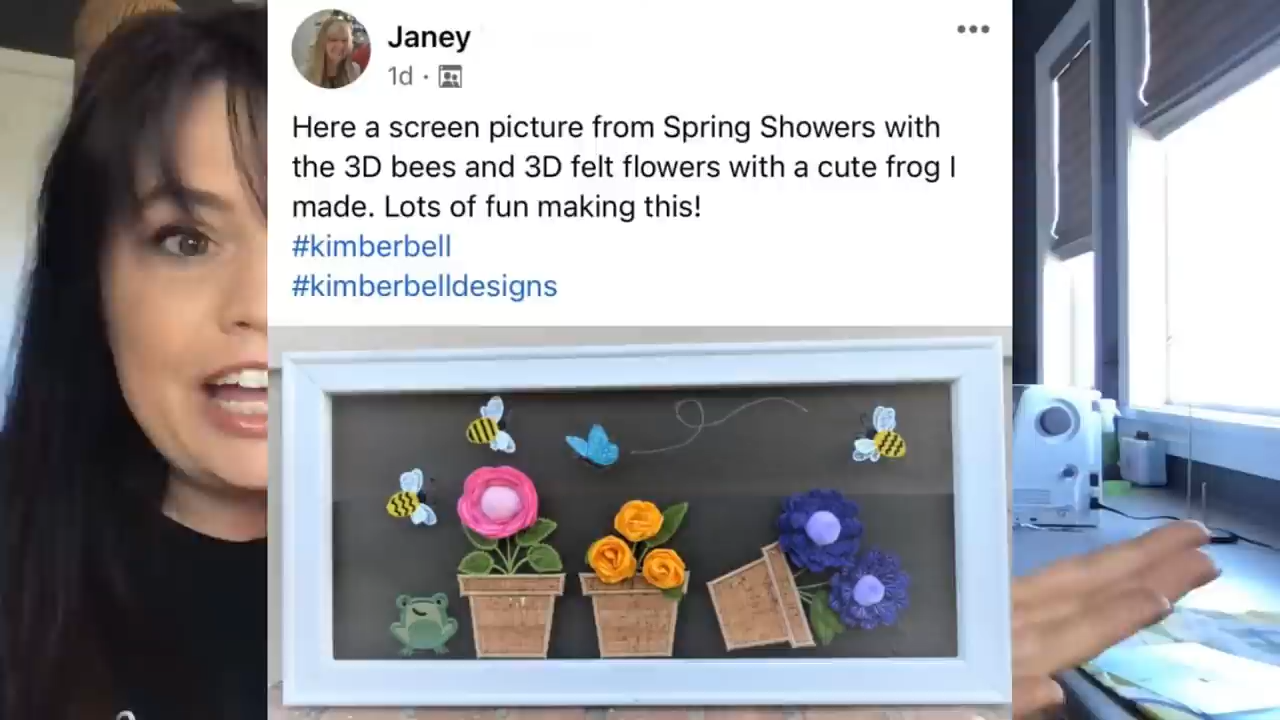 Janey
1d ·
Here a screen picture from Spring Showers with
the 3D bees and 3D felt flowers with a cute frog I
made. Lots of fun making this!
#kimberbell
#kimberbelldesigns